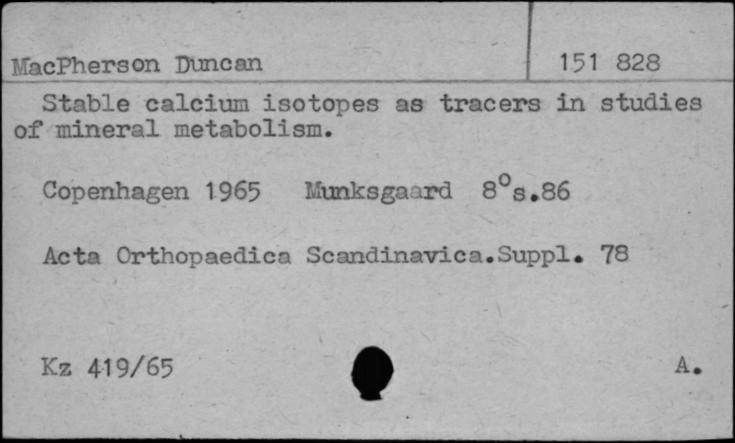 MacPherson Duncan 151 828
Stable calcium isotopes as tracers in studies
of mineral metabolism.
Copenhagen 1965 Munksgaard 8°s.86
Acta Orthopaedica Scandinavica.Suppl. 78
Kz 419/65 A.